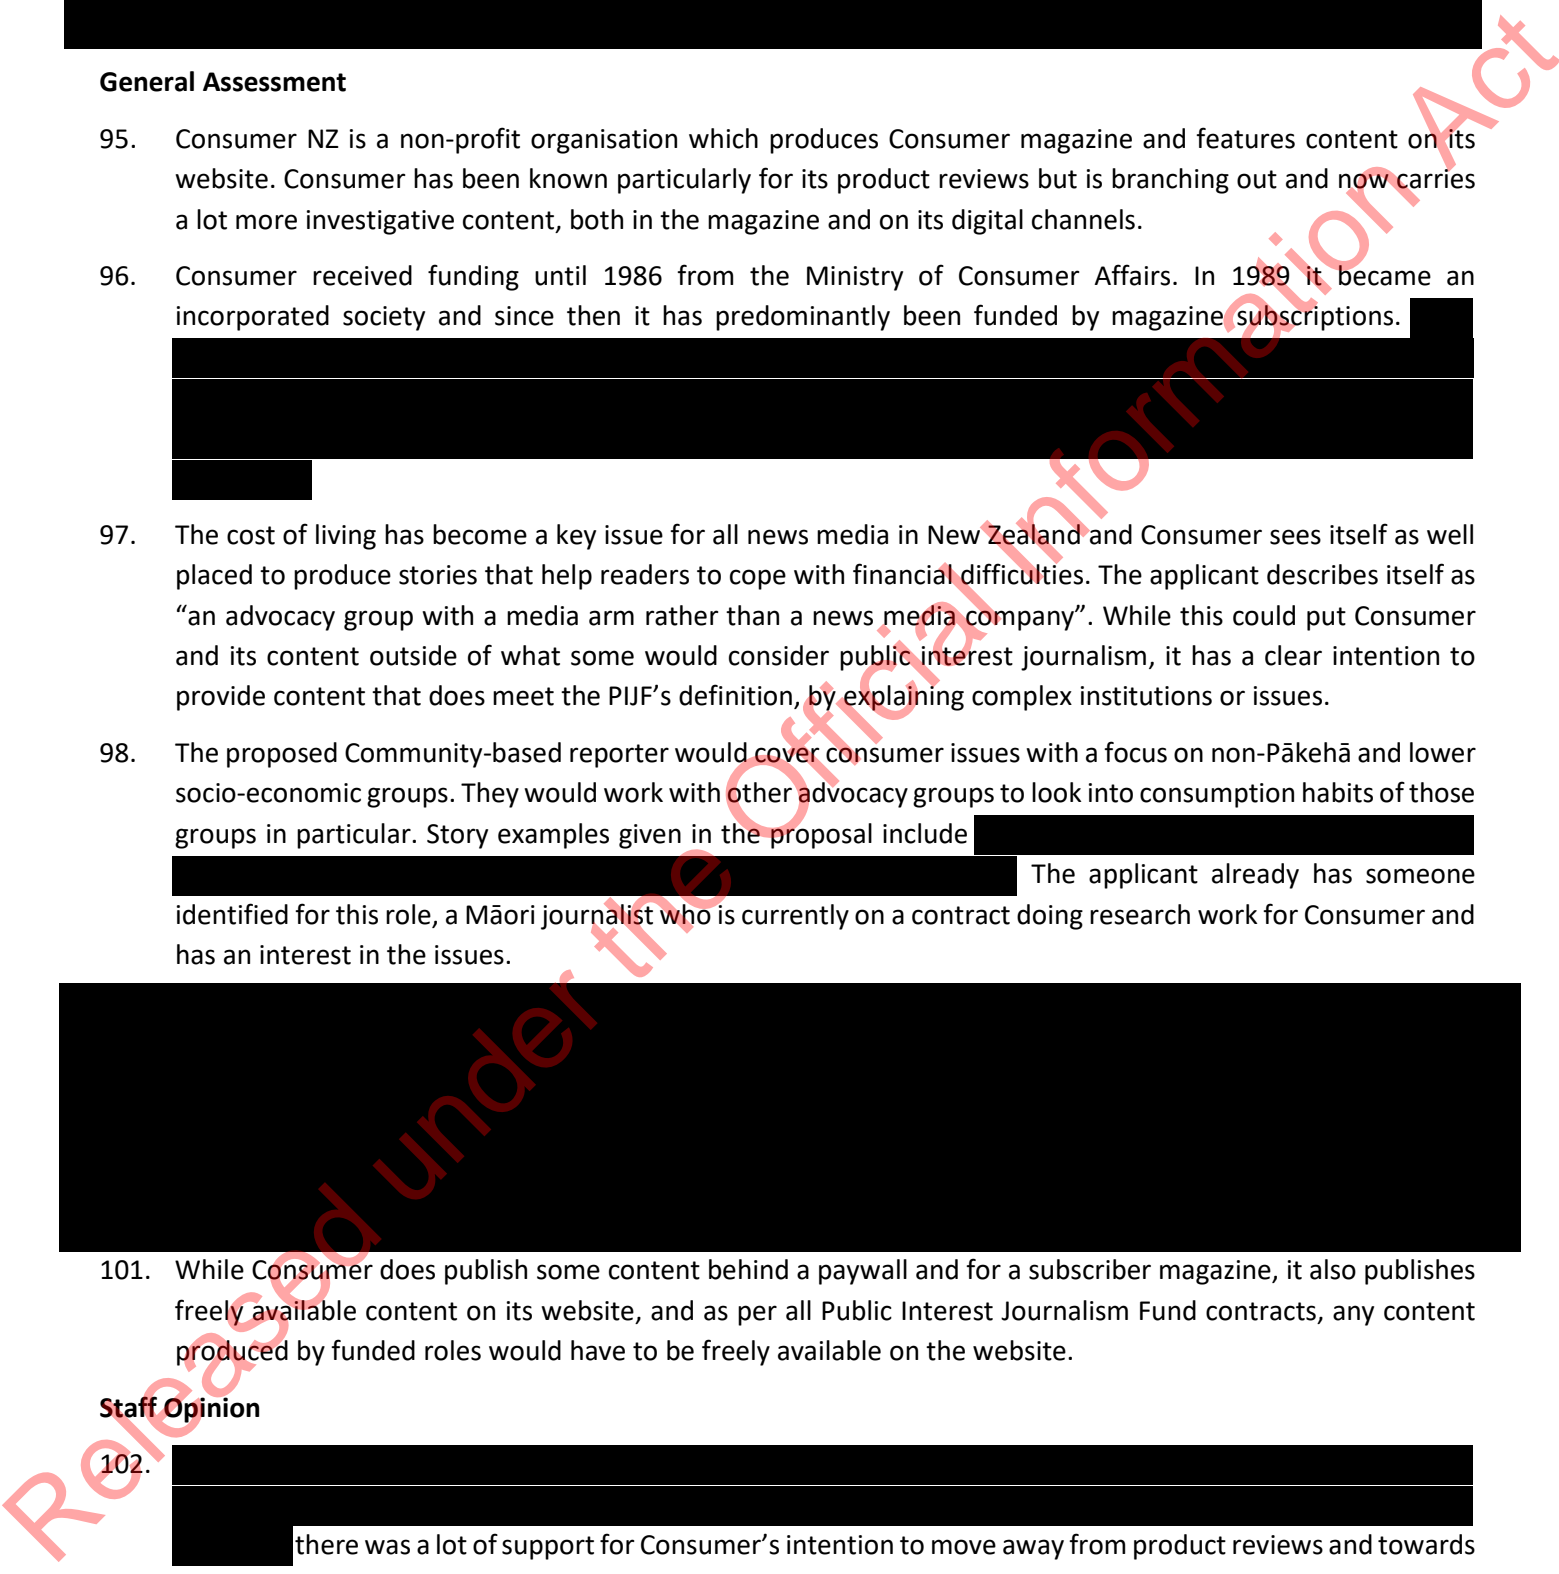 General Assessment
95. Consumer NZ is a non-profit organisation which produces Consumer magazine and features content on its
website. Consumer has been known particularly for its product reviews but is branching out and now carries
a lot more investigative content, both in the magazine and on its digital channels.
96. Consumer received funding until 1986 from the Ministry of Consumer Affairs. In 1989 it became an
incorporated society and since then it has predominantly been funded by magazine subscriptions.
97. The cost of living has become a key issue for all news media in New Zealand and Consumer sees itself as well
placed to produce stories that help readers to cope with financial difficulties. The applicant describes itself as
“an advocacy group with a media arm rather than a news media company”. While this could put Consumer
and its content outside of what some would consider public interest journalism, it has a clear intention to
provide content that does meet the PIJF’s definition, by explaining complex institutions or issues.
98. The proposed Community-based reporter would cover consumer issues with a focus on non-Pākehā and lower
socio-economic groups. They would work with other advocacy groups to look into consumption habits of those
groups in particular. Story examples given in the proposal include
The applicant already has someone
identified for this role, a Māori journalist who is currently on a contract doing research work for Consumer and
has an interest in the issues.
101. While Consumer does publish some content behind a paywall and for a subscriber magazine, it also publishes
freely available content on its website, and as per all Public Interest Journalism Fund contracts, any content
produced by funded roles would have to be freely available on the website.
Staff Opinion
102.
there was a lot of support for Consumer’s intention to move away from product reviews and towards
Released under the Official Information Act